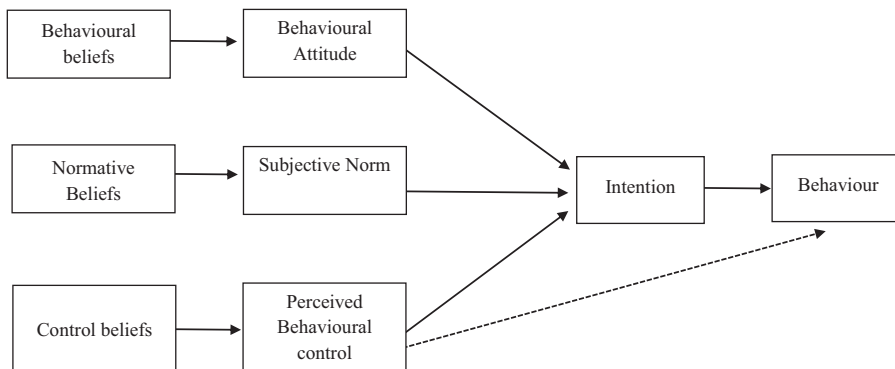 Behavioural
beliefs
Behavioural
Attitude
Normative
Beliefs
Subjective Norm
Intention
Behaviour
Control beliefs
Perceived
Behavioural
control